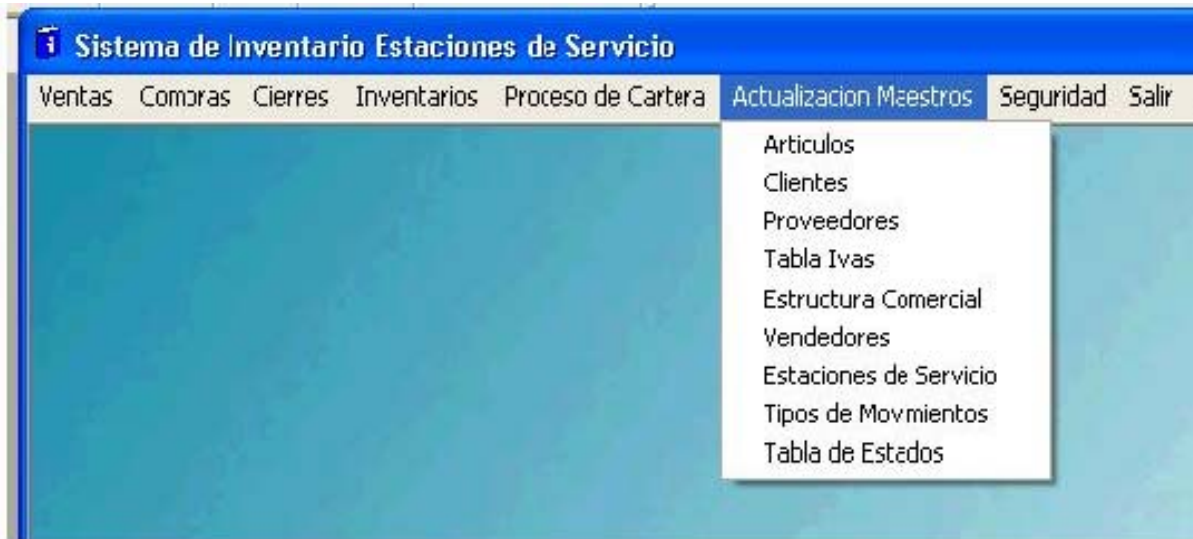 Sistema de Inventario Estaciones de Servicio
Ventas Compras Cierres Inventarios Proceso de Cartera Actualizacion Maestros Seguridad Salir
Articulos
Clientes
Proveedores
Tabla Ivas
Estructura Comercial
Vendedores
Estaciones de Servicio
Tipos de Movimientos
Tabla de Estados